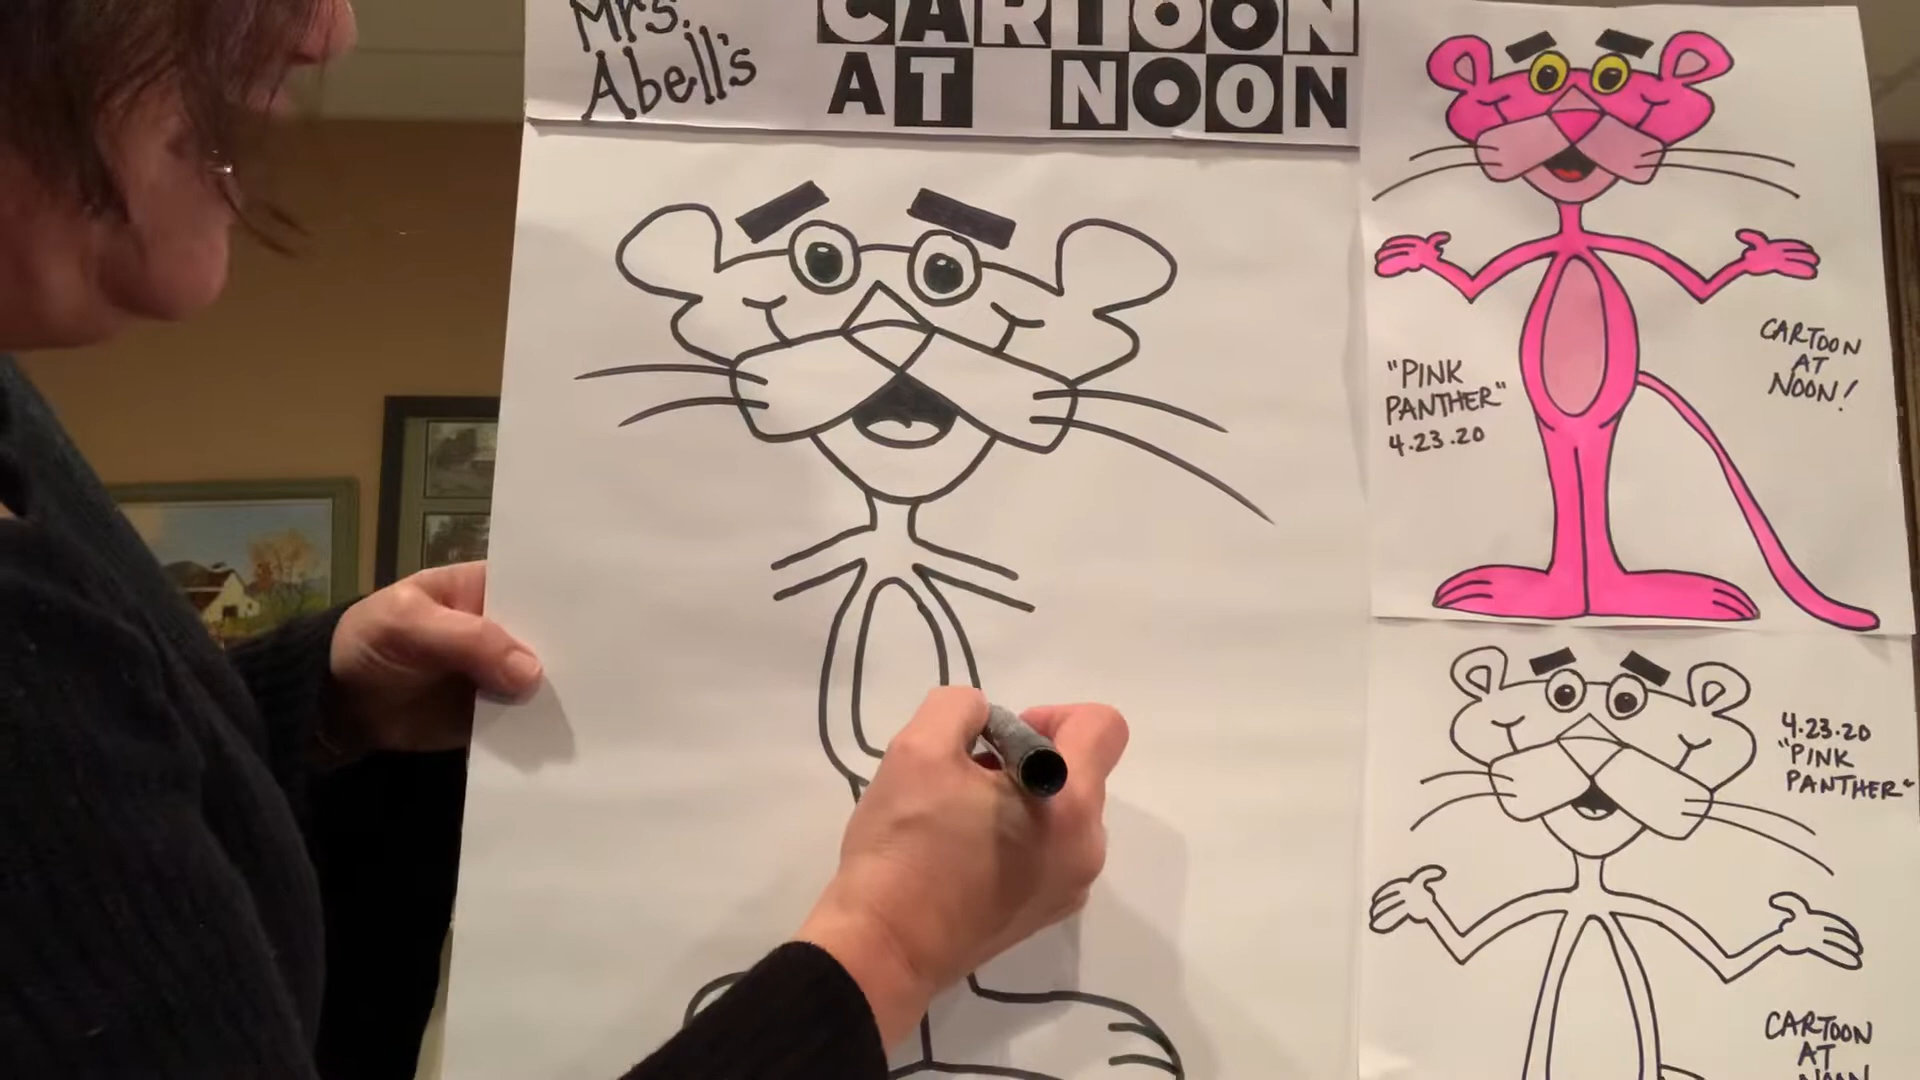 Mrs.
Abell's
CARTOON
AT NOON
"PINK
PANTHER"
4.23.20
CARTOON
AT
NOON!
4.23.20
"PINK
PANTHER"
CARTOON
AT
NOON